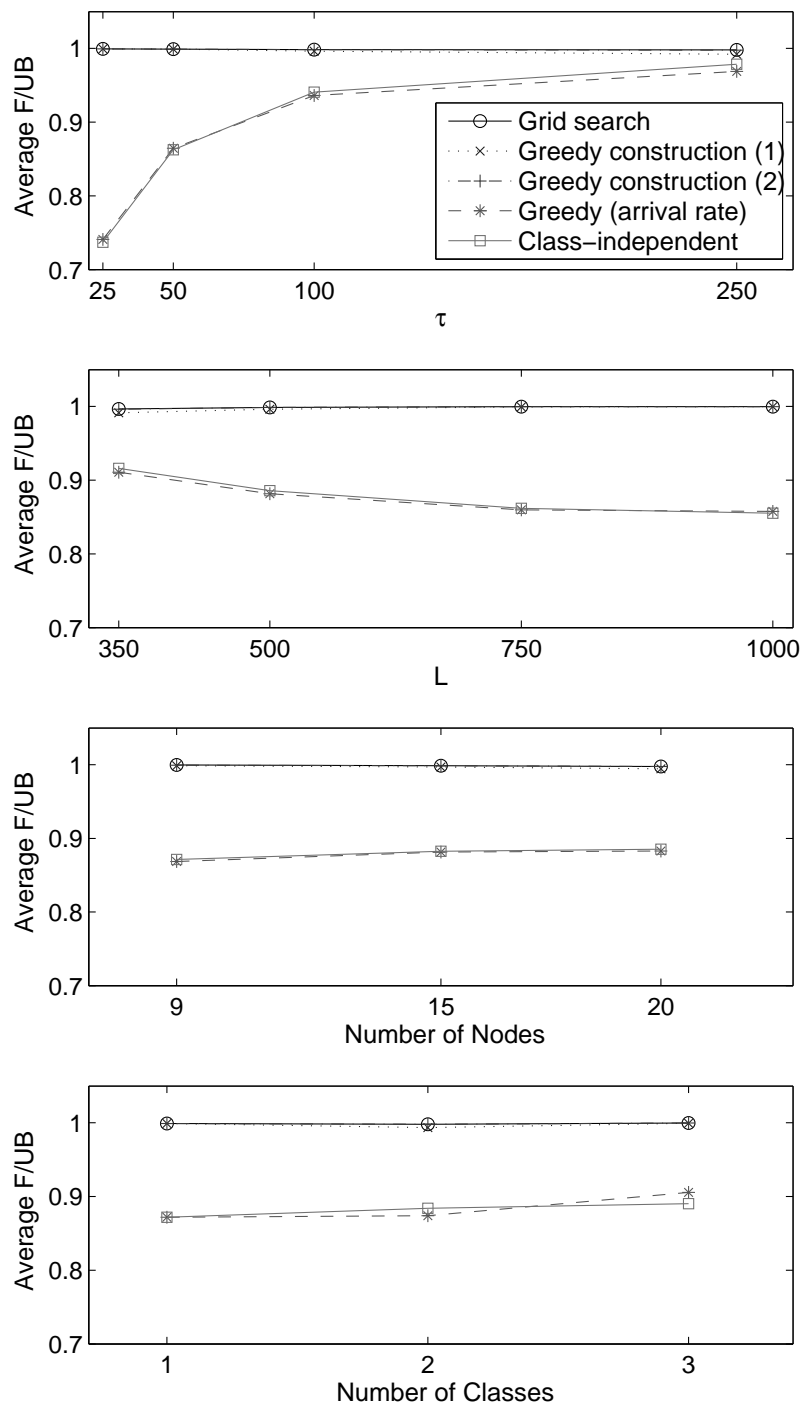 1
0.9
0.8
0.7
Average F/UB
Grid search
Greedy construction (1)
Greedy construction (2)
Greedy (arrival rate)
Class−independent
25 50 100 250
τ
1
0.9
0.8
0.7
Average F/UB
350 500 750 1000
L
1
0.9
0.8
0.7
Average F/UB
9 15 20
Number of Nodes
1
0.9
0.8
0.7
Average F/UB
1 2 3
Number of Classes